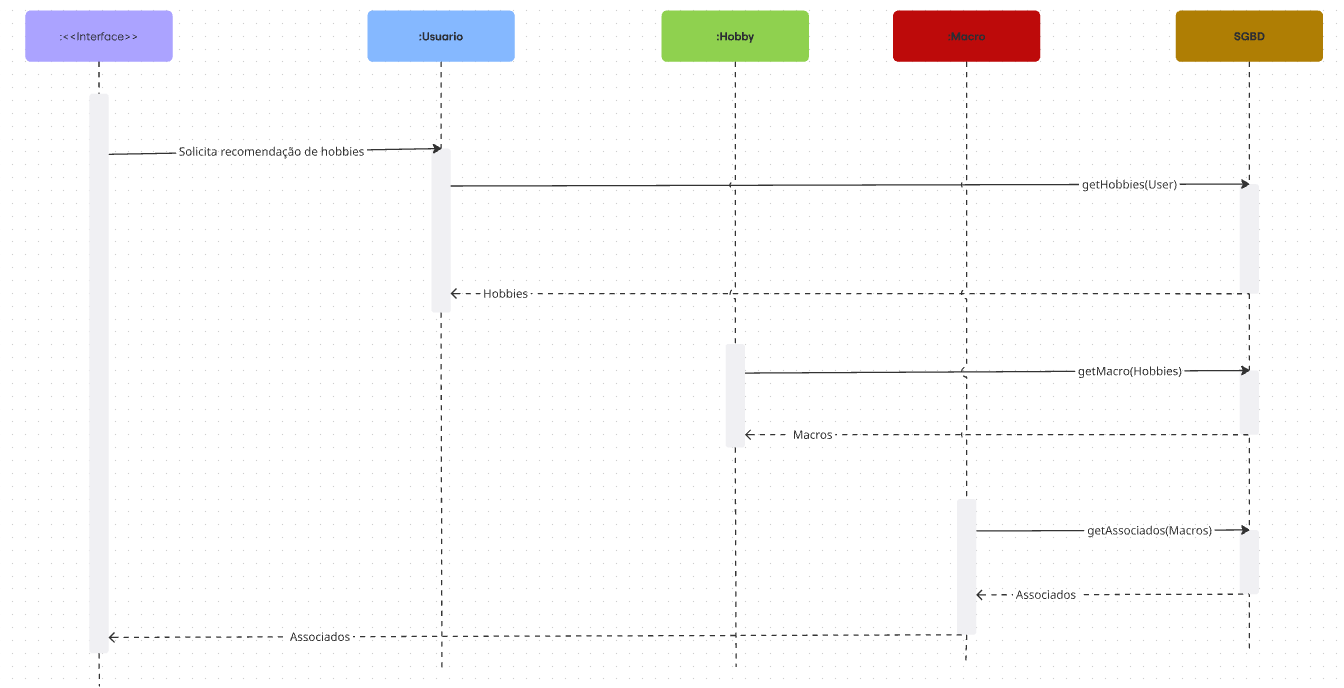 :<<Interface>>
:Usuario
:Hobby
:Macro
SGBD
Solicita recomendação de hobbies
getHobbies(User)
Hobbies
getMacro(Hobbies)
Macros
getAssociados(Macros)
Associados
Associados